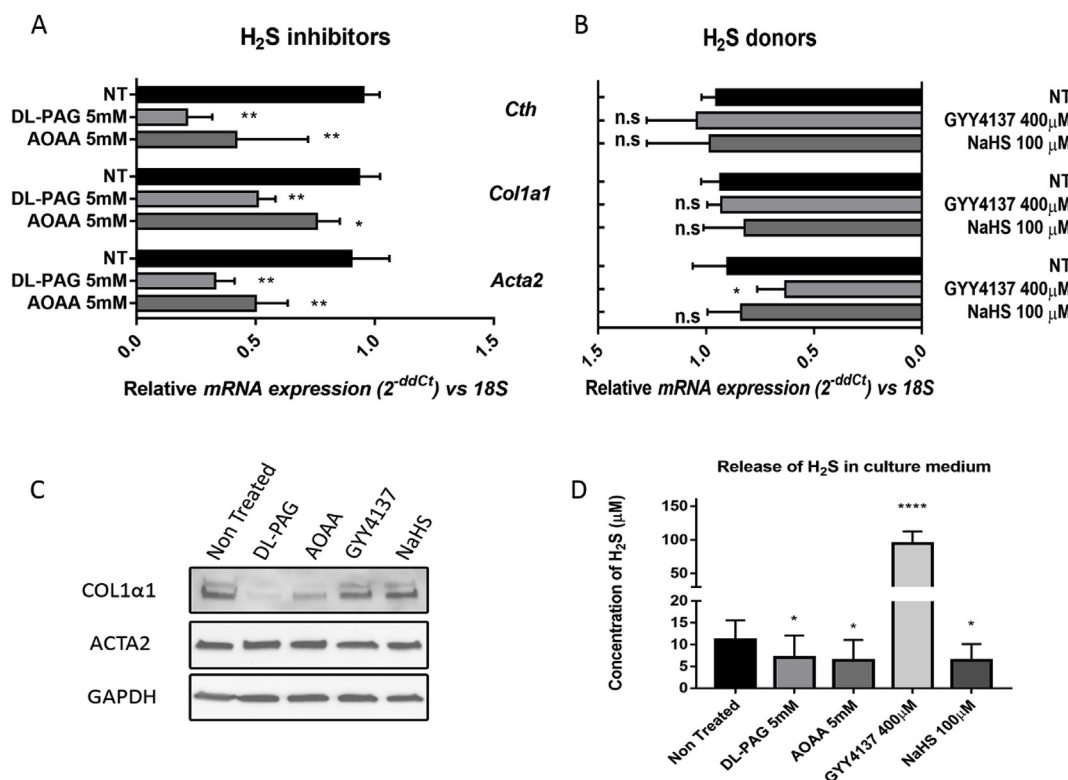 A
H2S inhibitors
NT
DL-PAG 5mM
**
AOAA 5mM
**
Cth
NT
DL-PAG 5mM
**
AOAA 5mM
*
Col1a1
NT
DL-PAG 5mM
**
AOAA 5mM
**
Acta2
0.0 0.5 1.0 1.5
Relative mRNA expression (2-ddCt) vs 18S
B
H2S donors
NT
n.s
GYY4137 400μM
n.s
NaHS 100 μM
NT
n.s
GYY4137 400μM
n.s
NaHS 100 μM
NT
*
GYY4137 400μM
n.s
NaHS 100 μM
1.5 1.0 0.5 0.0
Relative mRNA expression (2-ddCt) vs 18S
C
Non Treated
DL-PAG
AOAA
GYY4137
NaHS
COL1α1
ACTA2
GAPDH
D
Release of H2S in culture medium
Concentration of H2S (μM)
150
100
50
20
15
10
5
0
*
*
****
*
Non Treated
DL-PAG 5mM
AOAA 5mM
GYY4137 400μM
NaHS 100μM